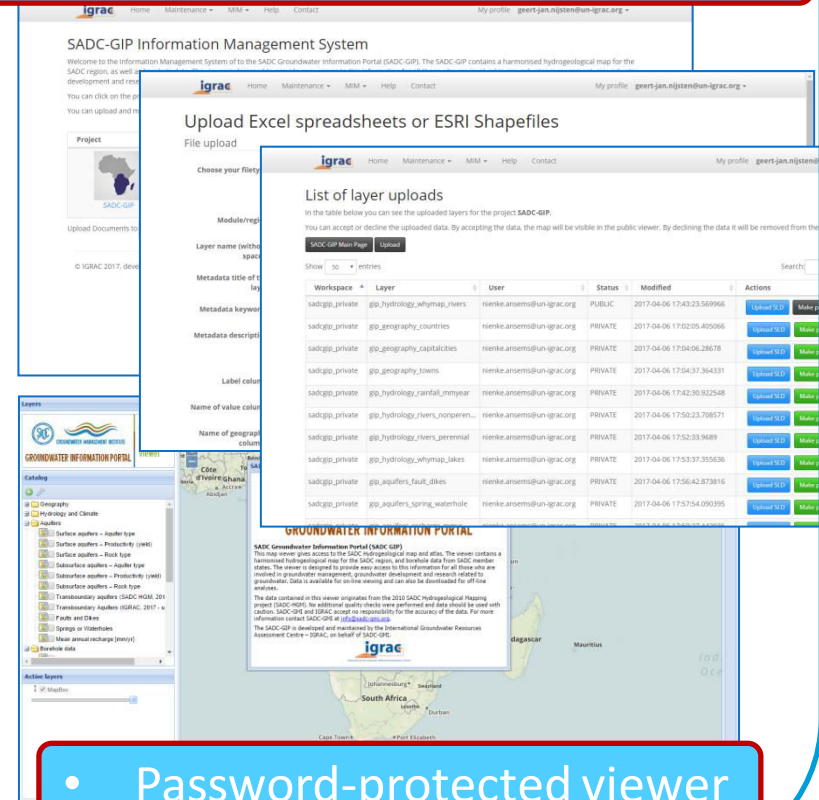 igrac Home Maintenance MIM Help Contact My profile geert-jan.nijsten@un-igrac.org
SADC-GIP Information Management System
Welcome to the Information Management System of to the SADC Groundwater Information Portal (SADC-GIP). The SADC-GIP contains a harmonised hydrogeological map for the
SADC region, as well as
development and rese
You can click on the pr
You can upload and m
Project
SADC-GIP
Upload Documents to
© IGRAC 2017, deve
igrac Home Maintenance MIM Help Contact My profile geert-jan.nijsten@un-igrac.org
Upload Excel spreadsheets or ESRI Shapefiles
File upload
Choose your filety
Module/regi
Layer name (witho
space
Metadata title of t
lay
Metadata keywor
Metadata descripti
Label colum
Name of value colum
Name of geograph
colum
igrac Home Maintenance MIM Help Contact My profile geert-jan.nijsten@
List of layer uploads
In the table below you can see the uploaded layers for the project SADC-GIP.
You can accept or decline the uploaded data. By accepting the data, the map will be visible in the public viewer. By declining the data it will be removed from the
SADC-GIP Main Page Upload
Show 50 entries Search:
Workspace Layer User Status Modified Actions
sadcgip_private gip_hydrology_whymap_rivers nienke.ansems@un-igrac.org PUBLIC 2017-04-06 17:43:23.569966 Upload SLD Make p
sadcgip_private gip_geography_countries nienke.ansems@un-igrac.org PRIVATE 2017-04-06 17:02:05.405066 Upload SLD Make p
sadcgip_private gip_geography_capitalcities nienke.ansems@un-igrac.org PRIVATE 2017-04-06 17:04:06.28678 Upload SLD Make p
sadcgip_private gip_geography_towns nienke.ansems@un-igrac.org PRIVATE 2017-04-06 17:04:37.364331 Upload SLD Make p
sadcgip_private gip_hydrology_rainfall_mmyear nienke.ansems@un-igrac.org PRIVATE 2017-04-06 17:42:30.922548 Upload SLD Make p
sadcgip_private gip_hydrology_rivers_nonperen... nienke.ansems@un-igrac.org PRIVATE 2017-04-06 17:50:23.708571 Upload SLD Make p
sadcgip_private gip_hydrology_rivers_perennial nienke.ansems@un-igrac.org PRIVATE 2017-04-06 17:52:33.9689 Upload SLD Make p
sadcgip_private gip_hydrology_whymap_lakes nienke.ansems@un-igrac.org PRIVATE 2017-04-06 17:53:37.355636 Upload SLD Make p
sadcgip_private gip_aquifers_fault_dikes nienke.ansems@un-igrac.org PRIVATE 2017-04-06 17:56:42.873816 Upload SLD Make p
sadcgip_private gip_aquifers_spring_waterhole nienke.ansems@un-igrac.org PRIVATE 2017-04-06 17:57:54.090395 Upload SLD Make p
Layers
GROUNDWATER MANAGEMENT INSTITUTE
GROUNDWATER INFORMATION PORTAL viewer
Catalog
Geography
Hydrology and Climate
Aquifers
Surface aquifers – Aquifer type
Surface aquifers – Productivity (yield)
Surface aquifers – Rock type
Subsurface aquifers – Aquifer type
Subsurface aquifers – Productivity (yield)
Subsurface aquifers – Rock type
Transboundary aquifers (SADC HGM, 201
Transboundary Aquifers (IGRAC, 2017 - u
Faults and Dikes
Springs or Waterholes
Mean annual recharge [mm/yr]
Borehole data
Active layers
MapBox
Côte
d'Ivoire Ghana
Accra
Abidjan
GROUNDWATER INFORMATION PORTAL
SADC Groundwater Information Portal (SADC GIP)
This map viewer gives access to the SADC Hydrogeological map and atlas. The viewer contains a
harmonised hydrogeological map for the SADC region, and borehole data from SADC member
states. The viewer is designed to provide easy access to this information for all those who are
involved in groundwater management, groundwater development and research related to
groundwater. Data is available for on-line viewing and can also be downloaded for off-line
analyses.
The data contained in this viewer originates from the 2010 SADC Hydrogeological Mapping
project (SADC-HGM). No additional quality checks were performed and data should be used with
caution. SADC-GMI and IGRAC accept no responsibility for the accuracy of the data. For more
information contact SADC-GMI at info@sadc-gmi.org.
The SADC-GIP is developed and maintained by the International Groundwater Resources
Assessment Centre – IGRAC, on behalf of SADC-GMI.
igrac
dagascar
Mauritius
Ind
Oce
Johannesburg Swaziland
South Africa
Lesotho
Durban
Cape Town Port Elizabeth
• Password-protected viewer